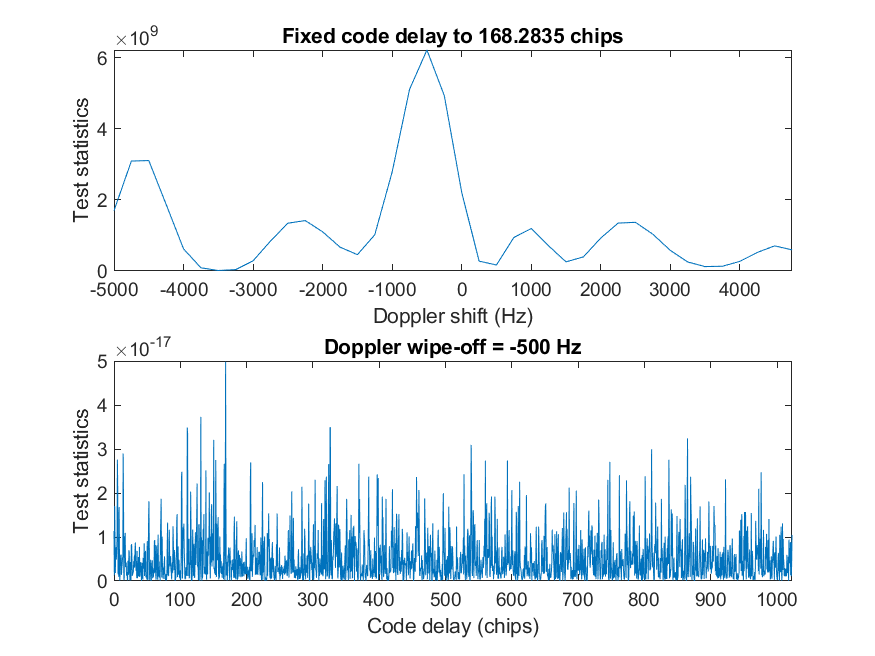 ×10⁹
Fixed code delay to 168.2835 chips
6
4
2
0
Test statistics
-5000 -4000 -3000 -2000 -1000 0 1000 2000 3000 4000
Doppler shift (Hz)
×10⁻¹⁷
Doppler wipe-off = -500 Hz
5
4
3
2
1
0
Test statistics
0 100 200 300 400 500 600 700 800 900 1000
Code delay (chips)